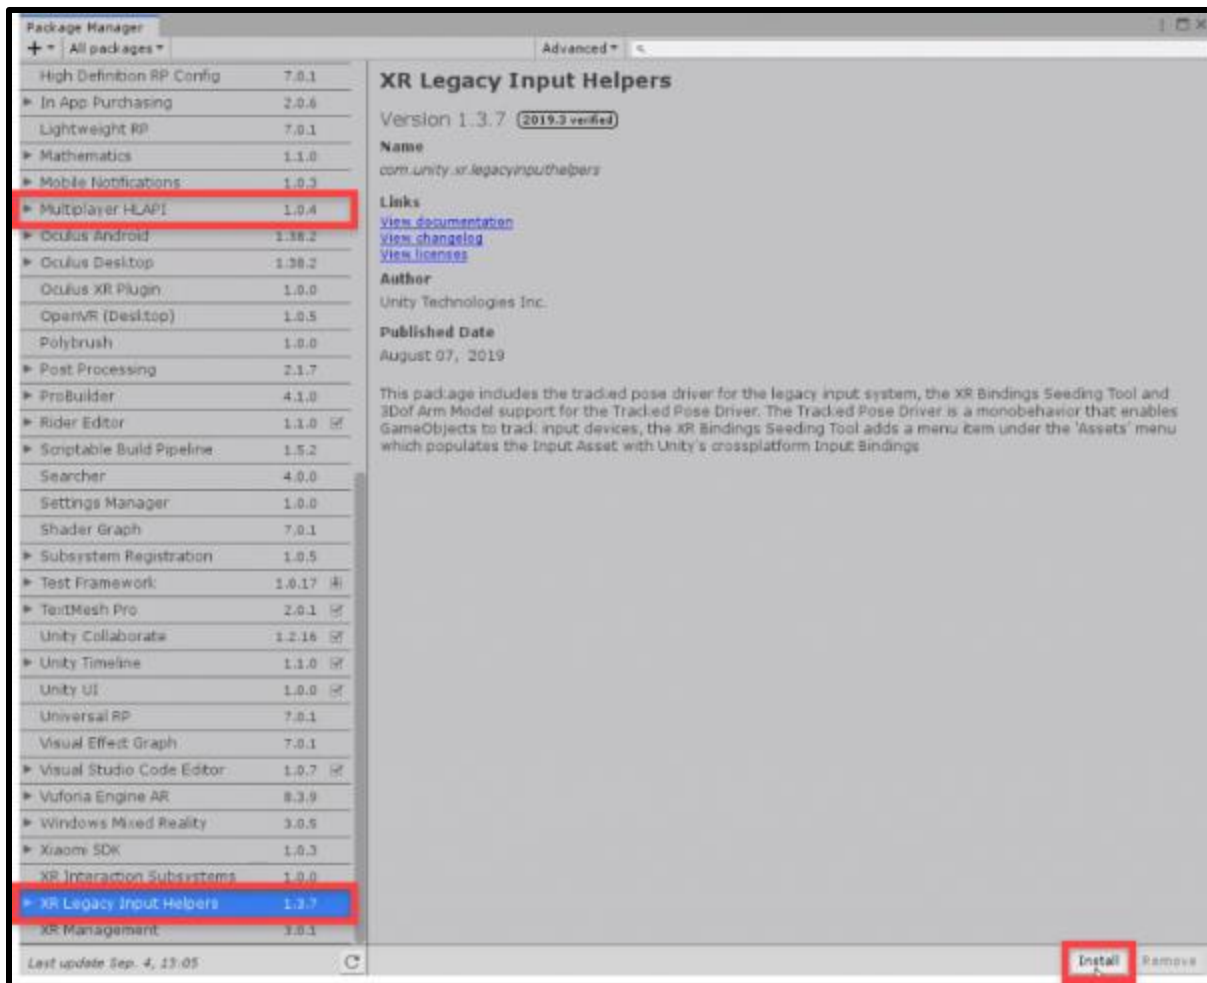 Package Manager
+ All packages Advanced
High Definition RP Config 7.0.1
In App Purchasing 2.0.6
Lightweight RP 7.0.1
Mathematics 1.1.0
Mobile Notifications 1.0.3
Multiplayer HLAPI 1.0.4
Oculus Android 1.38.2
Oculus Desktop 1.38.2
Oculus XR Plugin 1.0.0
OpenVR (Desktop) 1.0.5
Polybrush 1.0.0
Post Processing 2.1.7
ProBuilder 4.1.0
Rider Editor 1.1.0
Scriptable Build Pipeline 1.5.2
Searcher 4.0.0
Settings Manager 1.0.0
Shader Graph 7.0.1
Subsystem Registration 1.0.5
Test Framework 1.0.17
TextMesh Pro 2.0.1
Unity Collaborate 1.2.16
Unity Timeline 1.1.0
Unity UI 1.0.0
Universal RP 7.0.1
Visual Effect Graph 7.0.1
Visual Studio Code Editor 1.0.7
Vuforia Engine AR 8.3.9
Windows Mixed Reality 3.0.5
Xiaomi SDK 1.0.3
XR Interaction Subsystems 1.0.0
XR Legacy Input Helpers 1.3.7
XR Management 3.0.1
Last update Sep. 4, 13:05
XR Legacy Input Helpers
Version 1.3.7 2019.3 verified
Name
com.unity.xr.legacyinputhelpers
Links
View documentation
View changelog
View licenses
Author
Unity Technologies Inc.
Published Date
August 07, 2019
This package includes the tracked pose driver for the legacy input system, the XR Bindings Seeding Tool and
3Dof Arm Model support for the Tracked Pose Driver. The Tracked Pose Driver is a monobehavior that enables
GameObjects to track input devices, the XR Bindings Seeding Tool adds a menu item under the 'Assets' menu
which populates the Input Asset with Unity's crossplatform Input Bindings
Install Remove